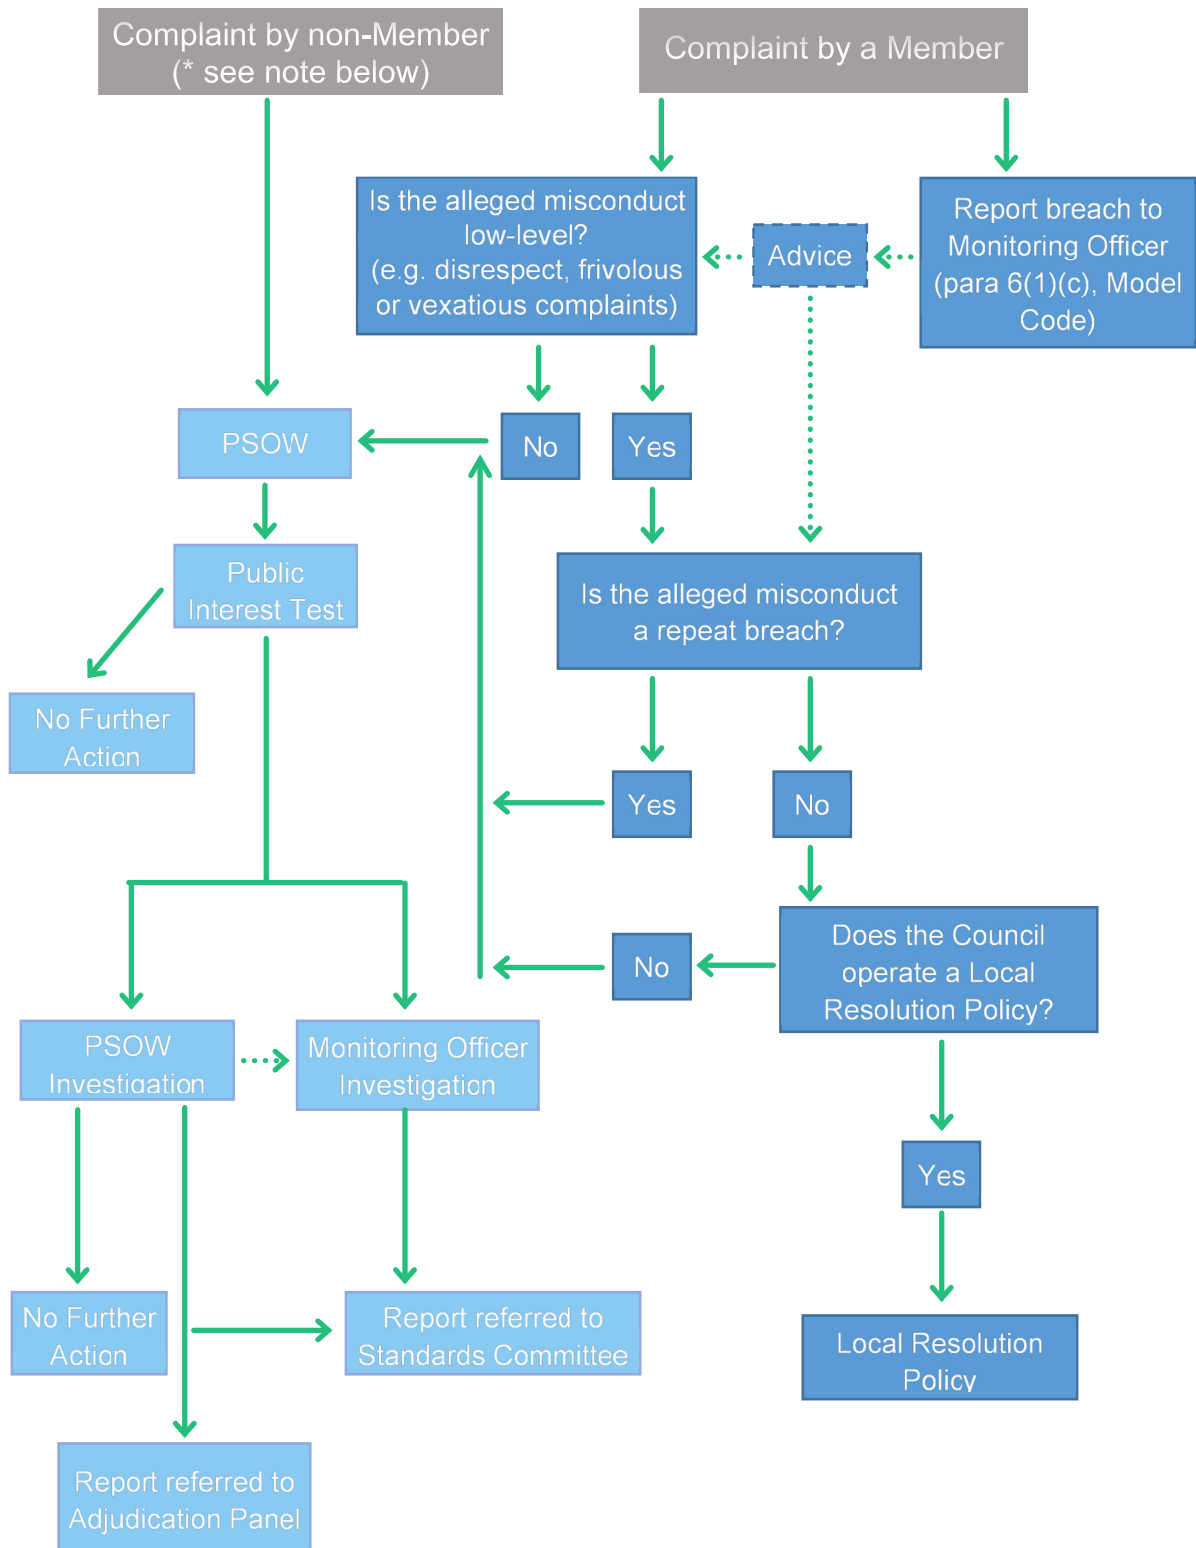 Complaint by non-Member
(* see note below)
Complaint by a Member
Is the alleged misconduct
low-level?
(e.g. disrespect, frivolous
or vexatious complaints)
Advice
Report breach to
Monitoring Officer
(para 6(1)(c), Model
Code)
PSOW
No
Yes
Public
Interest Test
Is the alleged misconduct
a repeat breach?
No Further
Action
Yes
No
Does the Council
operate a Local
Resolution Policy?
No
PSOW
Investigation
Monitoring Officer
Investigation
Yes
No Further
Action
Report referred to
Standards Committee
Local Resolution
Policy
Report referred to
Adjudication Panel